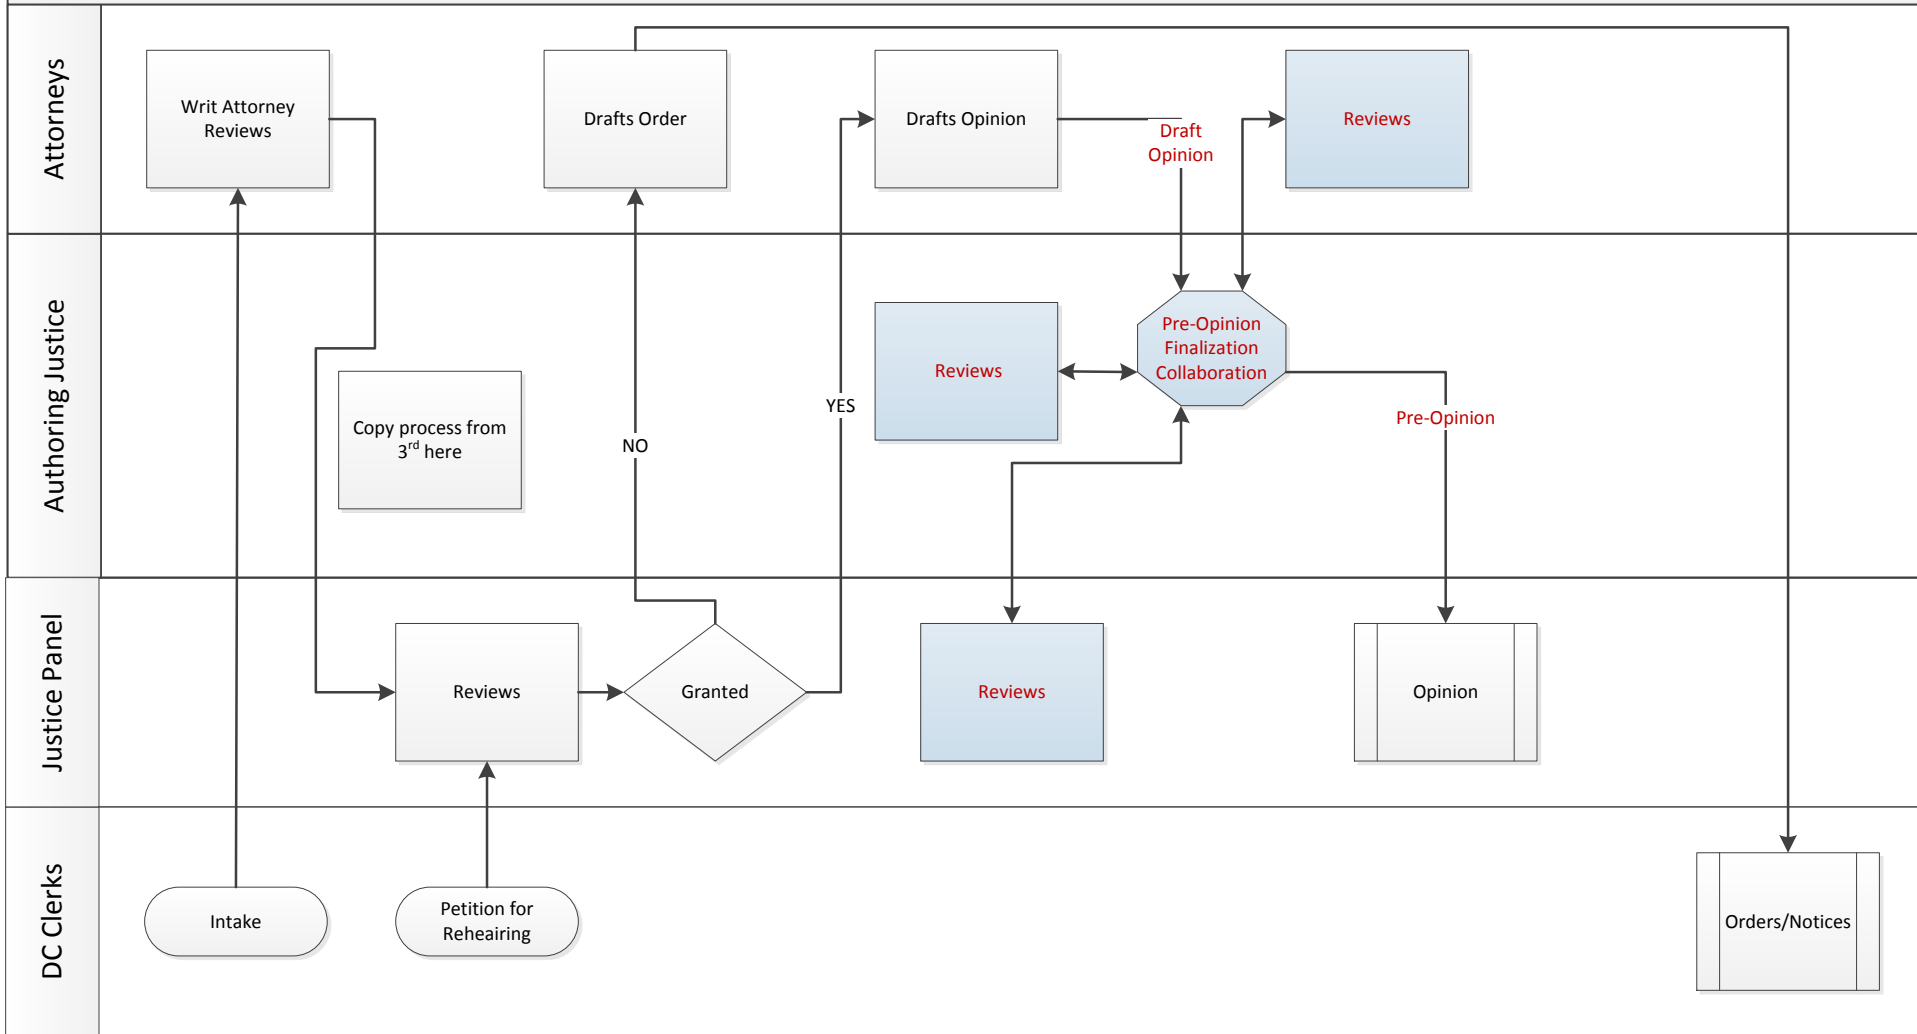 Attorneys
Writ Attorney
Reviews
Drafts Order
Drafts Opinion
Draft
Opinion
Reviews
Authoring Justice
Copy process from
3rd here
NO
YES
Reviews
Pre-Opinion
Finalization
Collaboration
Pre-Opinion
Justice Panel
Reviews
Granted
Reviews
Opinion
DC Clerks
Intake
Petition for
Reheairing
Orders/Notices